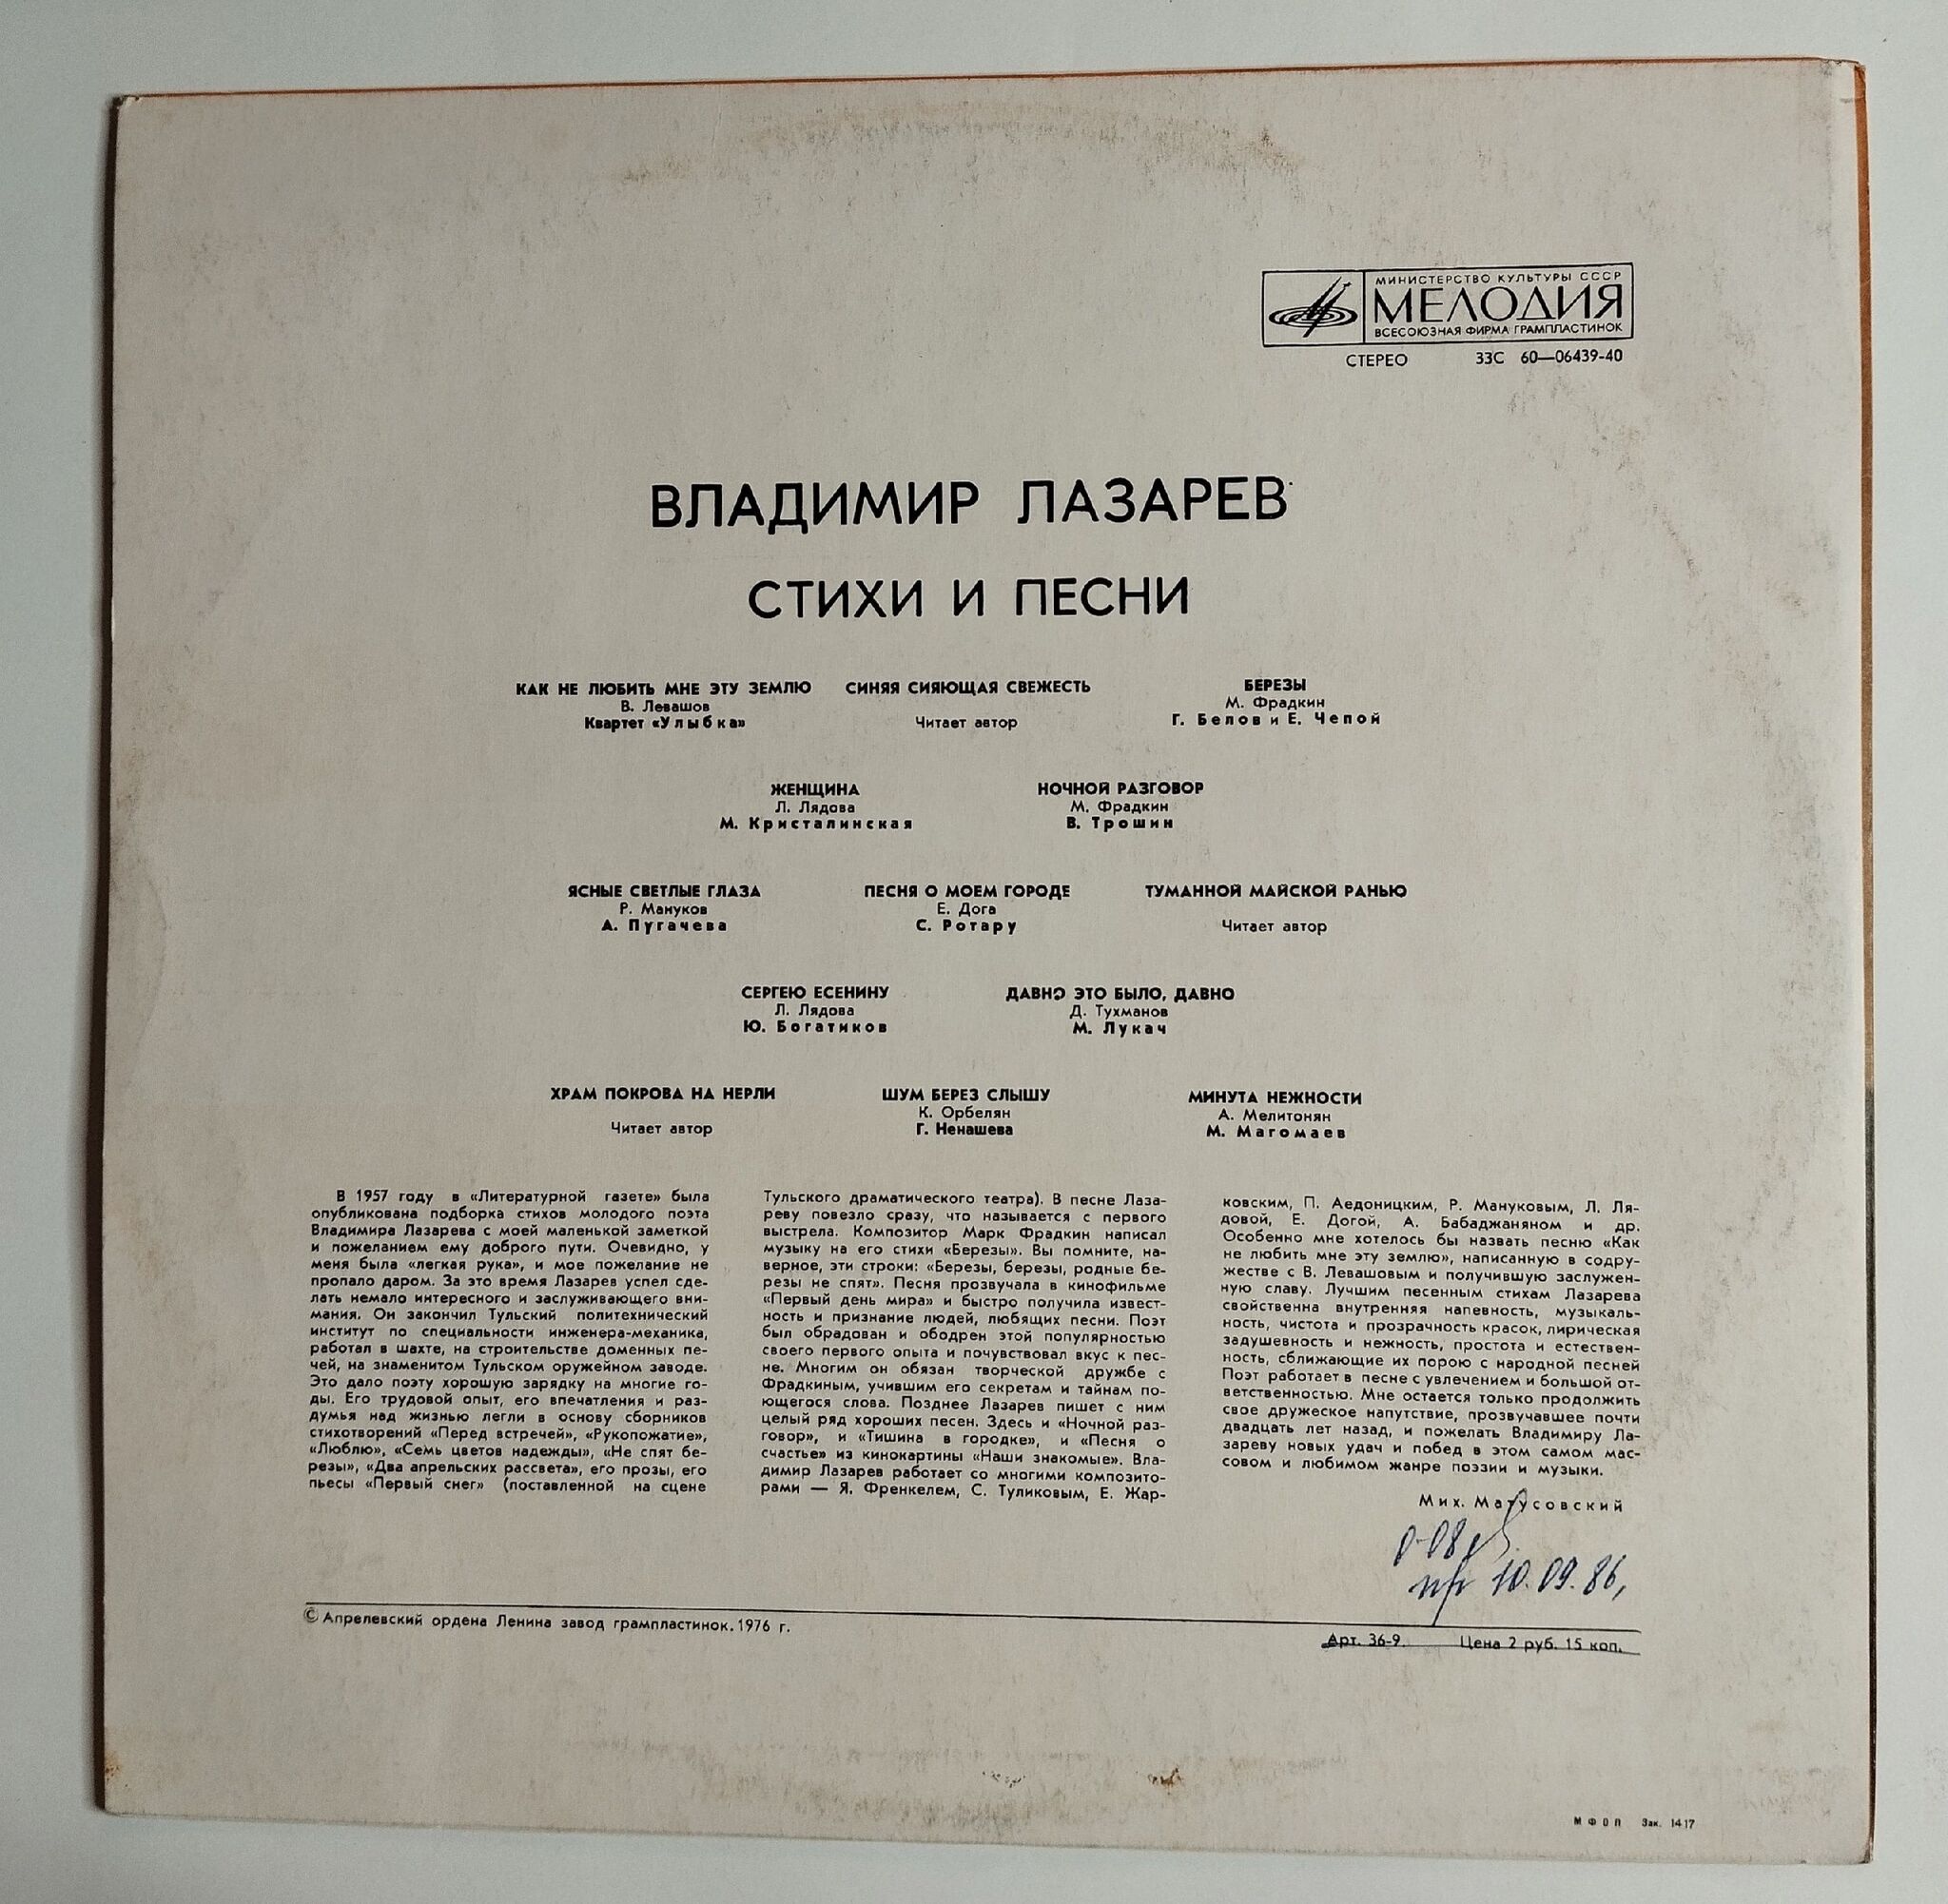 МИНИСТЕРСТВО КУЛЬТУРЫ СССР
МЕЛОДИЯ
ВСЕСОЮЗНАЯ ФИРМА ГРАМПЛАСТИНОК
СТЕРЕО 33С 60—06439-40
ВЛАДИМИР ЛАЗАРЕВ
СТИХИ И ПЕСНИ
КАК НЕ ЛЮБИТЬ МНЕ ЭТУ ЗЕМЛЮ
В. Левашов
Квартет «Улыбка»
СИНЯЯ СИЯЮЩАЯ СВЕЖЕСТЬ
Читает автор
БЕРЕЗЫ
М. Фрадкин
Г. Белов и Е. Чепой
ЖЕНЩИНА
Л. Лядова
М. Кристалинская
НОЧНОЙ РАЗГОВОР
М. Фрадкин
В. Трошин
ЯСНЫЕ СВЕТЛЫЕ ГЛАЗА
Р. Мануков
А. Пугачева
ПЕСНЯ О МОЕМ ГОРОДЕ
Е. Дога
С. Ротару
ТУМАННОЙ МАЙСКОЙ РАНЬЮ
Читает автор
СЕРГЕЮ ЕСЕНИНУ
Л. Лядова
Ю. Богатиков
ДАВНО ЭТО БЫЛО, ДАВНО
Д. Тухманов
М. Лукач
ХРАМ ПОКРОВА НА НЕРЛИ
Читает автор
ШУМ БЕРЕЗ СЛЫШУ
К. Орбелян
Г. Ненашева
МИНУТА НЕЖНОСТИ
А. Мелитонян
М. Магомаев
В 1957 году в «Литературной газете» была
опубликована подборка стихов молодого поэта
Владимира Лазарева с моей маленькой заметкой
и пожеланием ему доброго пути. Очевидно, у
меня была «легкая рука», и мое пожелание не
пропало даром. За это время Лазарев успел сде-
лать немало интересного и заслуживающего вни-
мания. Он закончил Тульский политехнический
институт по специальности инженера-механика,
работал в шахте, на строительстве доменных пе-
чей, на знаменитом Тульском оружейном заводе.
Это дало поэту хорошую зарядку на многие го-
ды. Его трудовой опыт, его впечатления и раз-
думья над жизнью легли в основу сборников
стихотворений «Перед встречей», «Рукопожатие»,
«Люблю», «Семь цветов надежды», «Не спят бе-
резы», «Два апрельских рассвета», его прозы, его
пьесы «Первый снег» (поставленной на сцене
Тульского драматического театра). В песне Лаза-
реву повезло сразу, что называется с первого
выстрела. Композитор Марк Фрадкин написал
музыку на его стихи «Березы». Вы помните, на-
верное, эти строки: «Березы, березы, родные бе-
резы не спят». Песня прозвучала в кинофильме
«Первый день мира» и быстро получила извест-
ность и признание людей, любящих песни. Поэт
был обрадован и ободрен этой популярностью
своего первого опыта и почувствовал вкус к пес-
не. Многим он обязан творческой дружбе с
Фрадкиным, учившим его секретам и тайнам по-
ющегося слова. Позднее Лазарев пишет с ним
целый ряд хороших песен. Здесь и «Ночной раз-
говор», и «Тишина в городке», и «Песня о
счастье» из кинокартины «Наши знакомые». Вла-
димир Лазарев работает со многими композито-
рами — Я. Френкелем, С. Туликовым, Е. Жар-
ковским, П. Аедоницким, Р. Мануковым, Л. Ля-
довой, Е. Догой, А. Бабаджаняном и др.
Особенно мне хотелось бы назвать песню «Как
не любить мне эту землю», написанную в содру-
жестве с В. Левашовым и получившую заслужен-
ную славу. Лучшим песенным стихам Лазарева
свойственна внутренняя напевность, музыкаль-
ность, чистота и прозрачность красок, лирическая
задушевность и нежность, простота и естествен-
ность, сближающие их порою с народной песней
Поэт работает в песне с увлечением и большой от-
ветственностью. Мне остается только продолжить
свое дружеское напутствие, прозвучавшее почти
двадцать лет назад, и пожелать Владимиру Ла-
зареву новых удач и побед в этом самом мас-
совом и любимом жанре поэзии и музыки.
Мих. Матусовский
10.09.86,
© Апрелевский ордена Ленина завод грампластинок. 1976 г.
Арт. 36-9. Цена 2 руб. 15 коп.
МФОП Зак. 1417